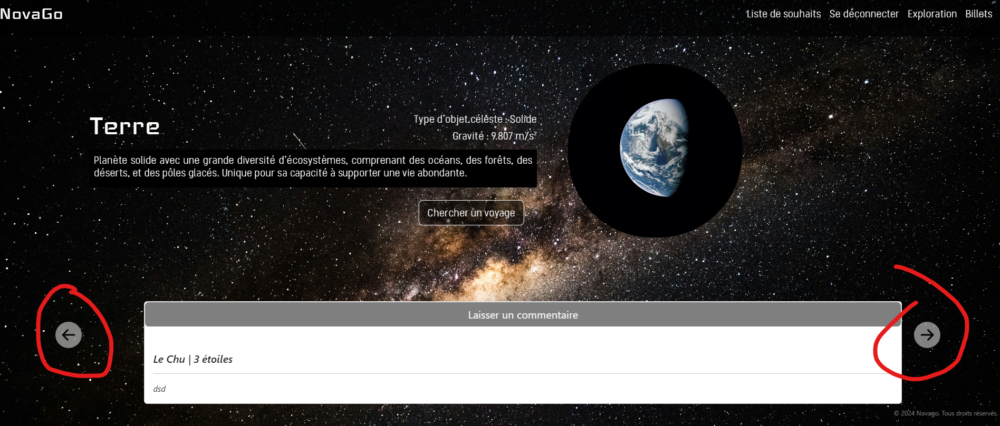 NovaGo
Liste de souhaits Se déconnecter Exploration Billets
Terre
Type d'objet céleste : Solide
Gravité : 9.807 m/s²
Planète solide avec une grande diversité d'écosystèmes, comprenant des océans, des forêts, des
déserts, et des pôles glacés. Unique pour sa capacité à supporter une vie abondante.
Chercher un voyage
Laisser un commentaire
Le Chu | 3 étoiles
dsd
© 2024 Novago. Tous droits réservés.